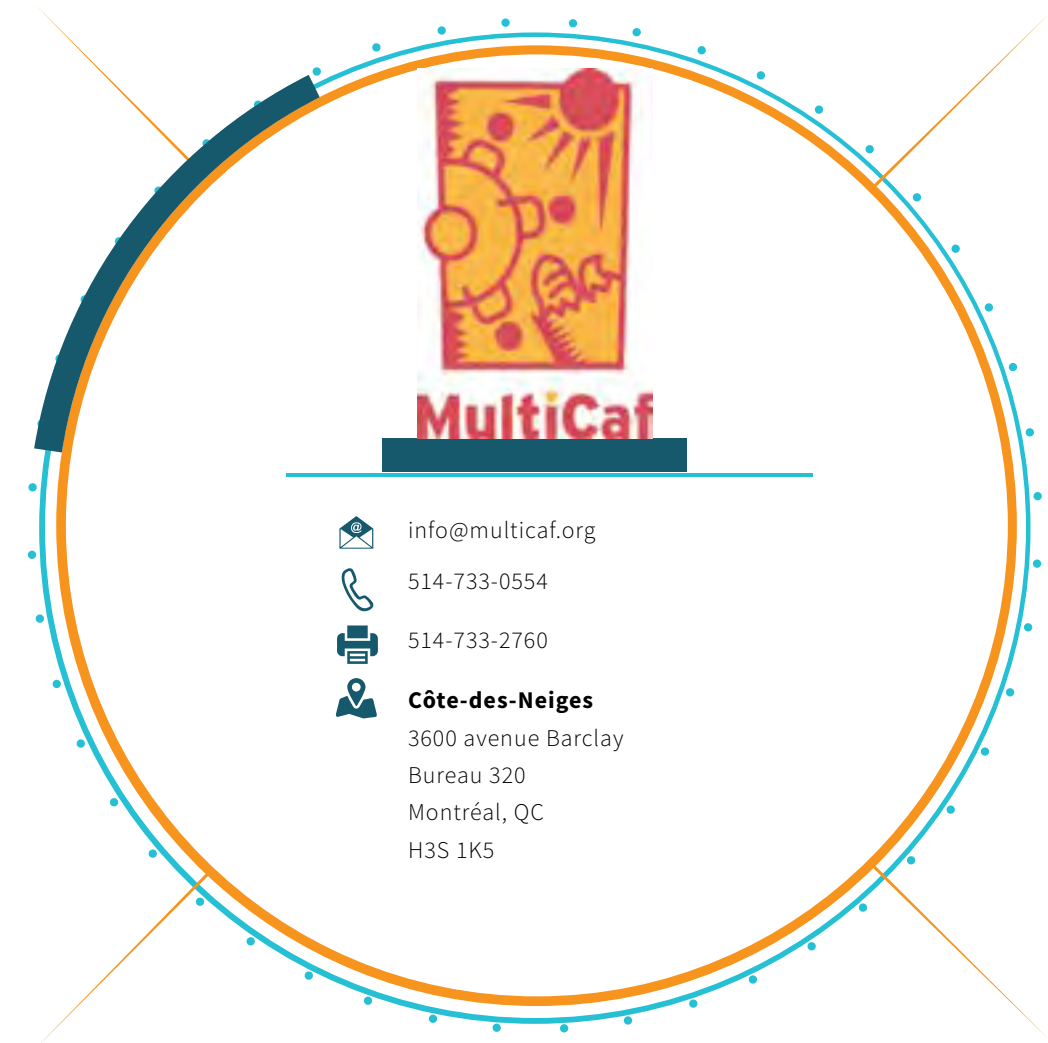 MultiCaf
info@multicaf.org
514-733-0554
514-733-2760
Côte-des-Neiges
3600 avenue Barclay
Bureau 320
Montréal, QC
H3S 1K5